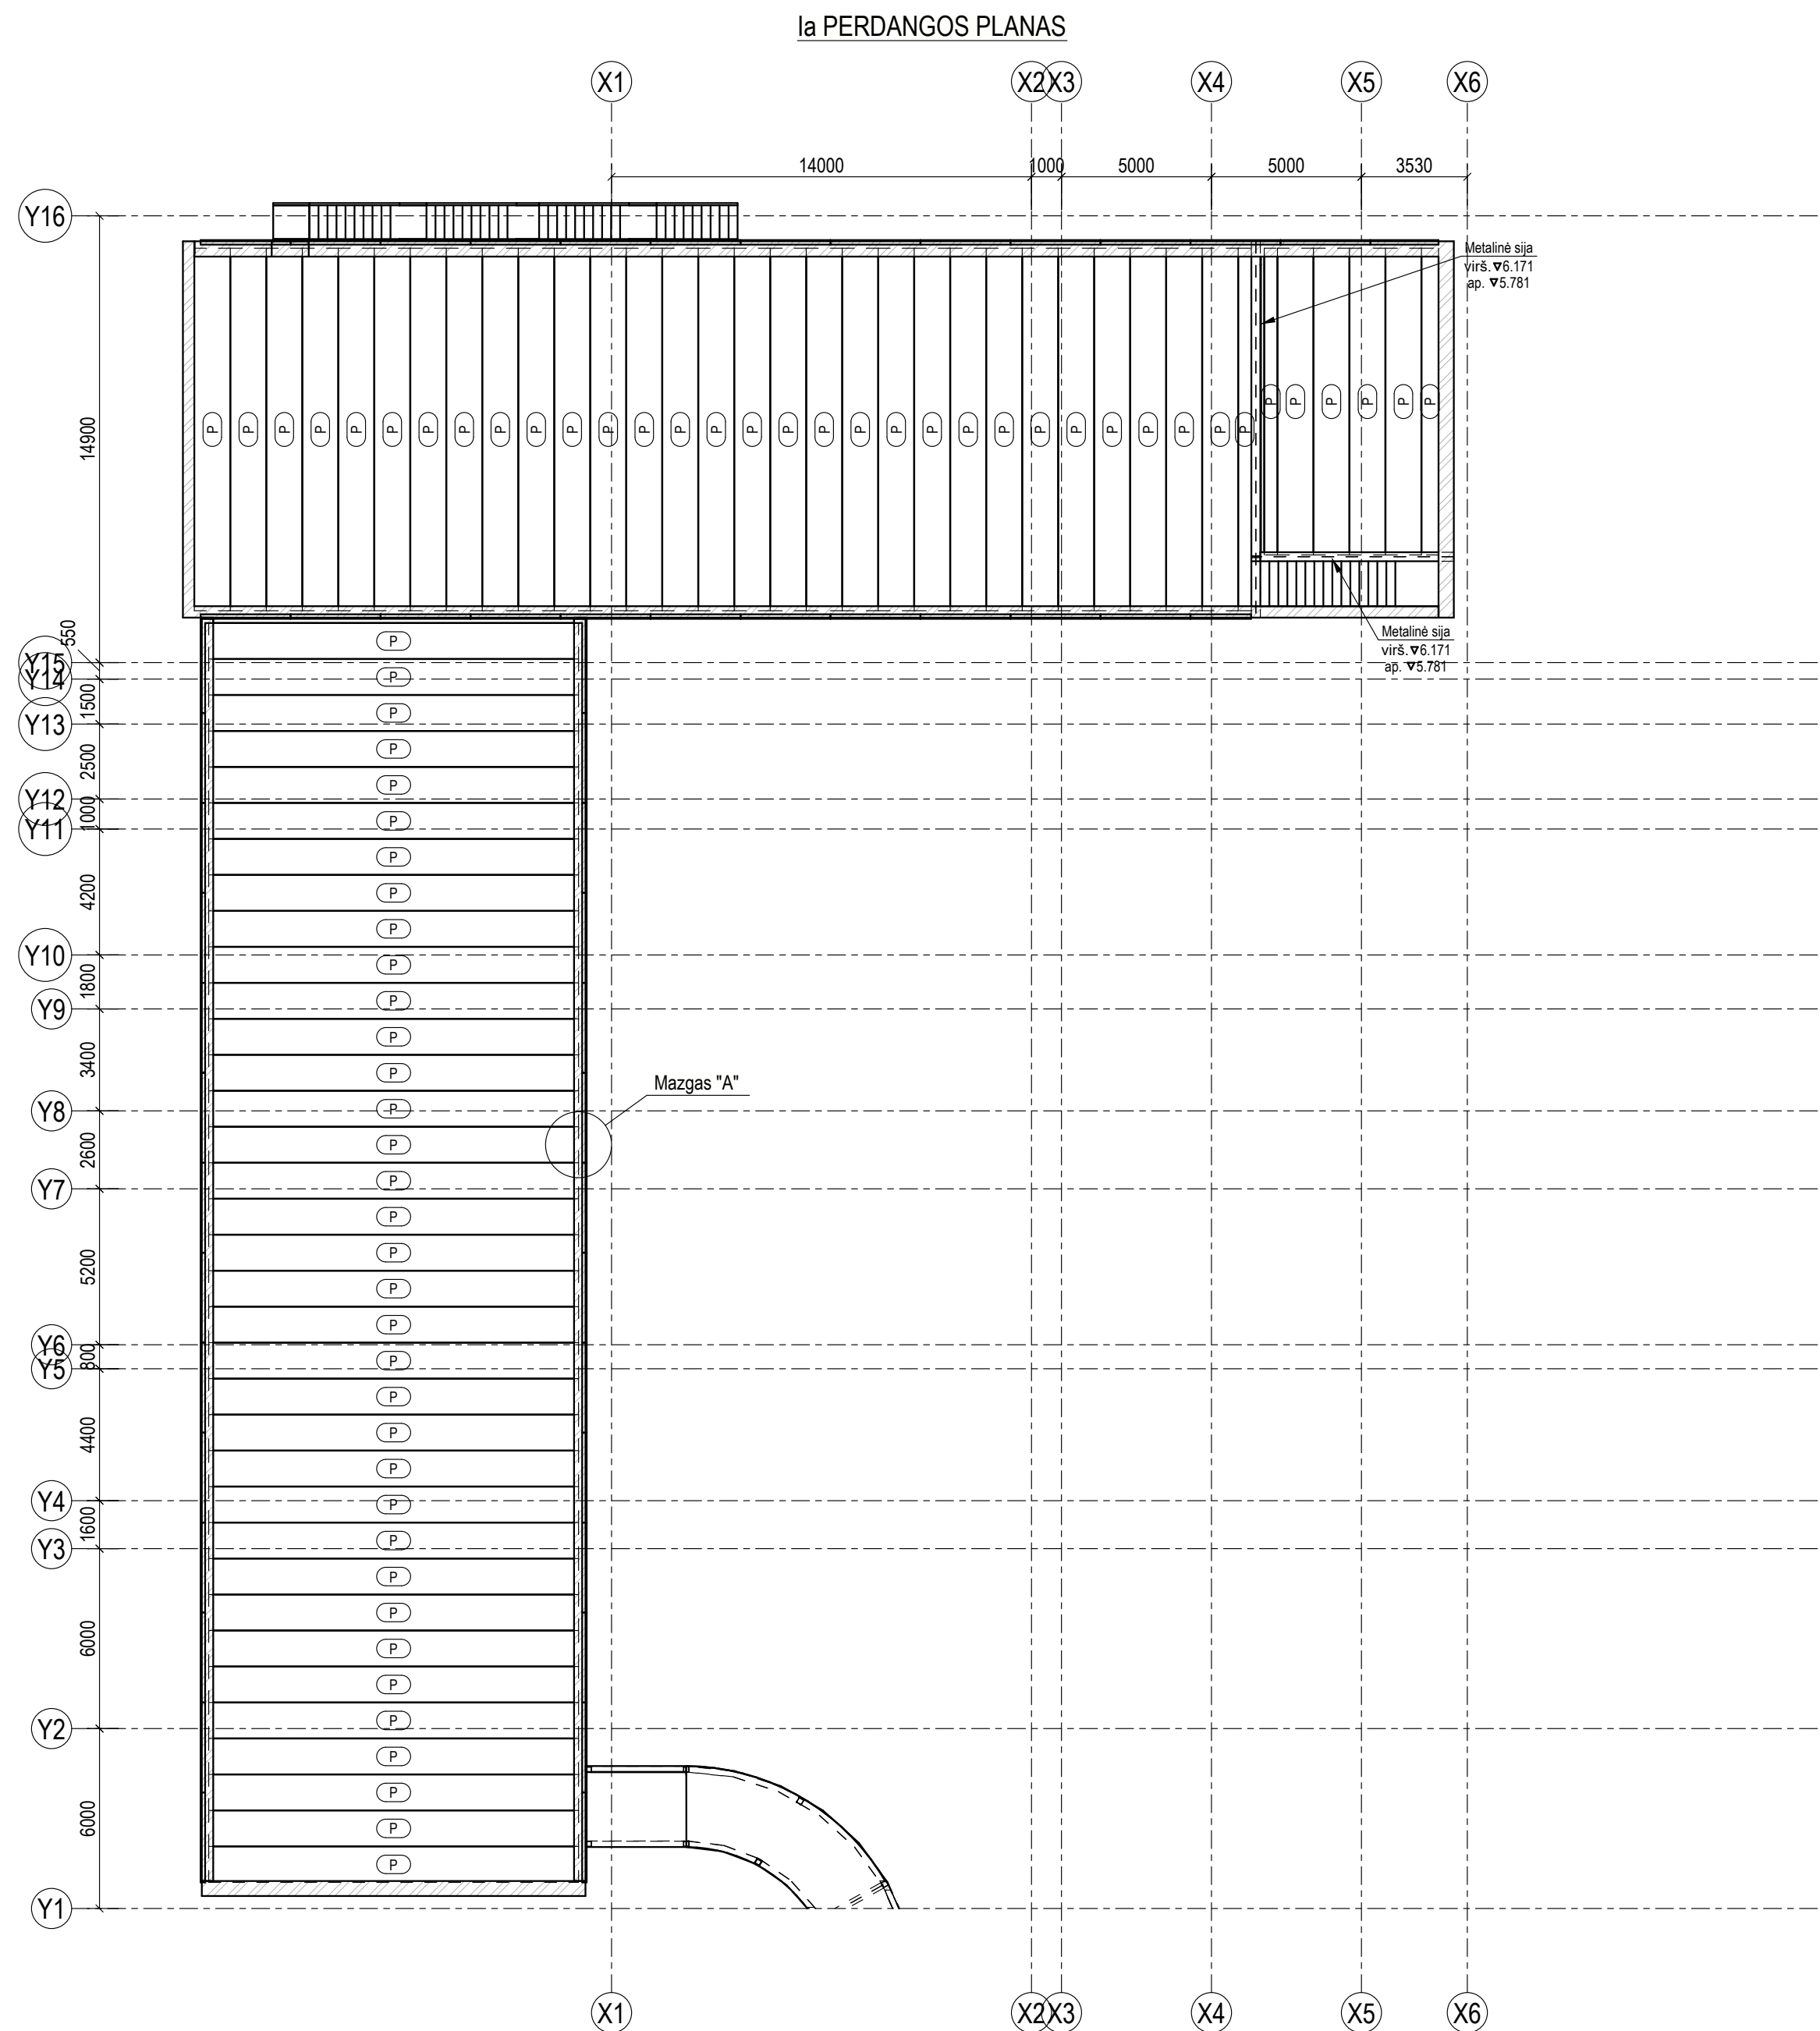 Ia PERDANGOS PLANAS
X1 X2 X3 X4 X5 X6
14000 1000 5000 5000 3530
Y16
Metalinė sija
virš.▽6.171
ap. ▽5.781
P P P P P P
P P P P P P P P P P P P P P P P P P P P P P P P P P P P P P
14900
Metalinė sija
virš.▽6.171
ap. ▽5.781
550
P
Y15
P
Y14
1500
P
Y13
P
2500
P
Y12
1000
P
Y11
P
P
4200
P
Y10
P
1800
P
Y9
P
3400
P
Mazgas "A"
P
Y8
P
2600
P
Y7
P
P
5200
P
P
Y6
800
P
Y5
P
4400
P
P
P
Y4
1600
P
Y3
P
P
6000
P
P
P
Y2
P
P
6000
P
P
Y1
X1 X2 X3 X4 X5 X6